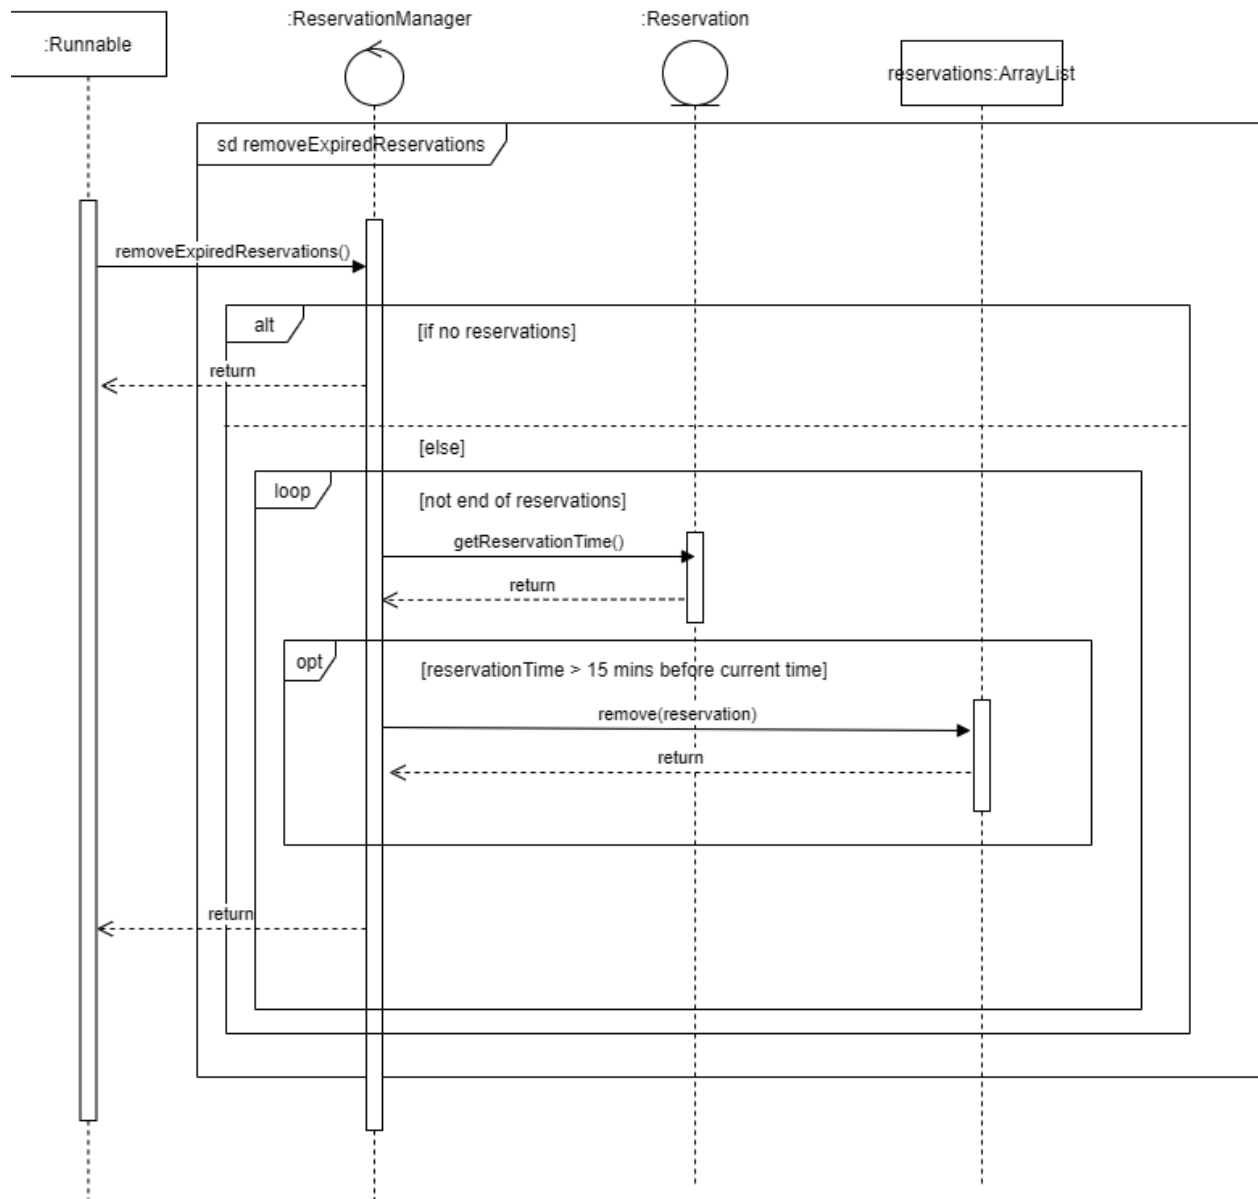 :ReservationManager
:Reservation
:Runnable
reservations:ArrayList
sd removeExpiredReservations
removeExpiredReservations()
alt
[if no reservations]
return
[else]
loop
[not end of reservations]
getReservationTime()
return
opt
[reservationTime > 15 mins before current time]
remove(reservation)
return
return